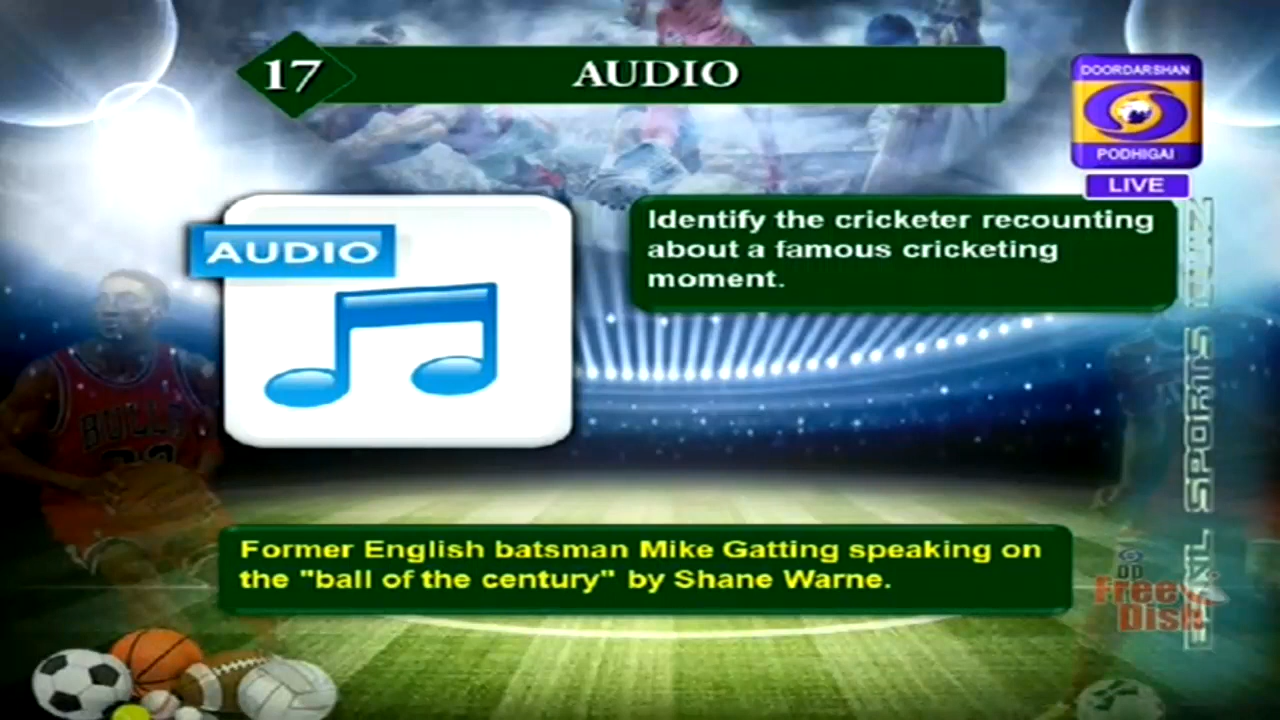 17
AUDIO
DOORDARSHAN
PODHIGAI
LIVE
AUDIO
Identify the cricketer recounting
about a famous cricketing
moment.
BULLS
SPORTS
Former English batsman Mike Gatting speaking on
the "ball of the century" by Shane Warne.
DD
Free
Dish